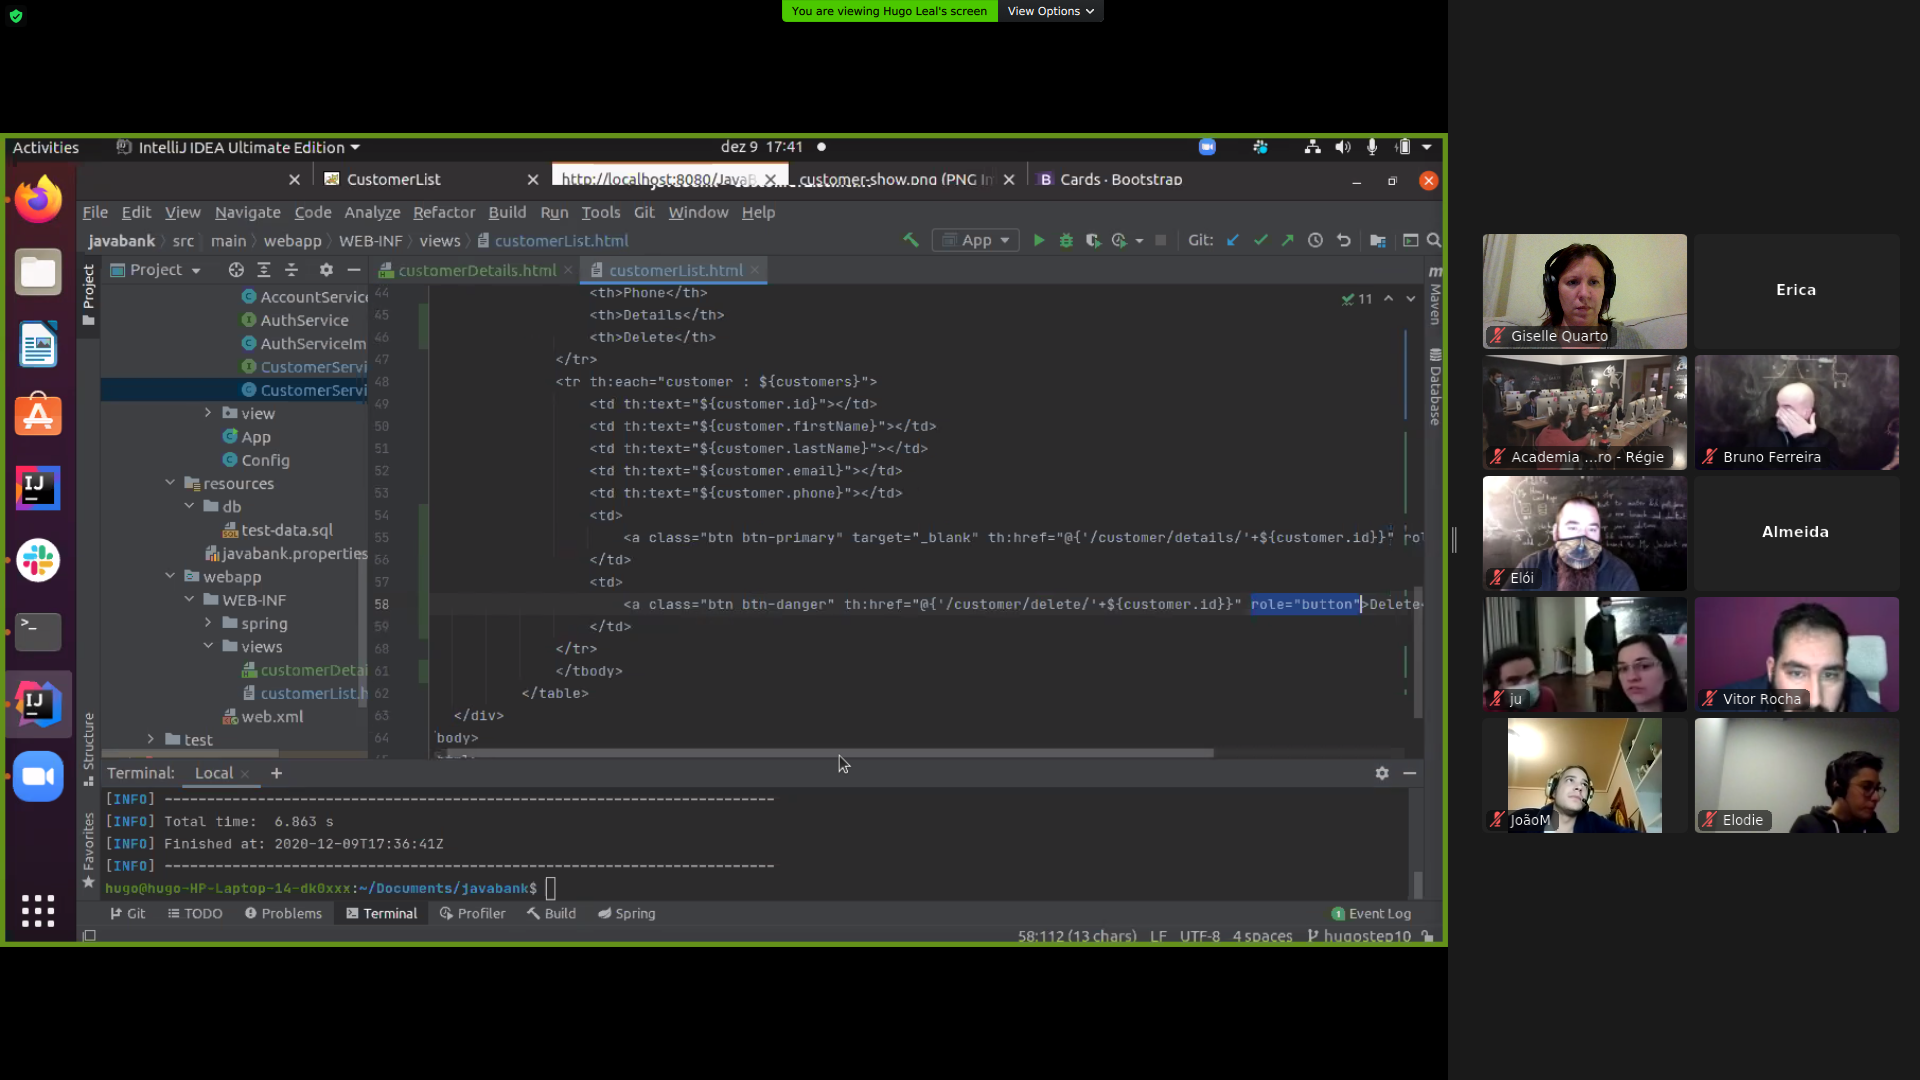 You are viewing Hugo Leal's screen
View Options
Activities
IntelliJ IDEA Ultimate Edition
dez 9 17:41
CustomerList
http://localhost:8080/JavaB
customer-show.png (PNG Im
B Cards · Bootstrap
File Edit View Navigate Code Analyze Refactor Build Run Tools Git Window Help
javabank src main webapp WEB-INF views customerList.html
App
Git:
Project
customerDetails.html
customerList.html
Project
Structure
Favorites
Maven
Database
AccountService
AuthService
AuthServiceIm
CustomerServi
CustomerServi
view
App
Config
resources
db
test-data.sql
javabank.properties
webapp
WEB-INF
spring
views
customerDetai
customerList.h
web.xml
test
11
44 <th>Phone</th>
45 <th>Details</th>
46 <th>Delete</th>
47 </tr>
48 <tr th:each="customer : ${customers}">
49 <td th:text="${customer.id}"></td>
50 <td th:text="${customer.firstName}"></td>
51 <td th:text="${customer.lastName}"></td>
52 <td th:text="${customer.email}"></td>
53 <td th:text="${customer.phone}"></td>
54 <td>
55 <a class="btn btn-primary" target="_blank" th:href="@{'/customer/details/'+${customer.id}}" rol
56 </td>
57 <td>
58 <a class="btn btn-danger" th:href="@{'/customer/delete/'+${customer.id}}" role="button">Delete<
59 </td>
60 </tr>
61 </tbody>
62 </table>
63 </div>
64 body>
Terminal: Local +
[INFO] ------------------------------------------------------------------------
[INFO] Total time:  6.863 s
[INFO] Finished at: 2020-12-09T17:36:41Z
[INFO] ------------------------------------------------------------------------
hugo@hugo-HP-Laptop-14-dk0xxx:~/Documents/javabank$
Git TODO Problems Terminal Profiler Build Spring
1 Event Log
58:112 (13 chars) LF UTF-8 4 spaces hugostep10
Giselle Quarto
Erica
Academia ...ro - Régie
Bruno Ferreira
Elói
Almeida
ju
Vitor Rocha
JoãoM
Elodie